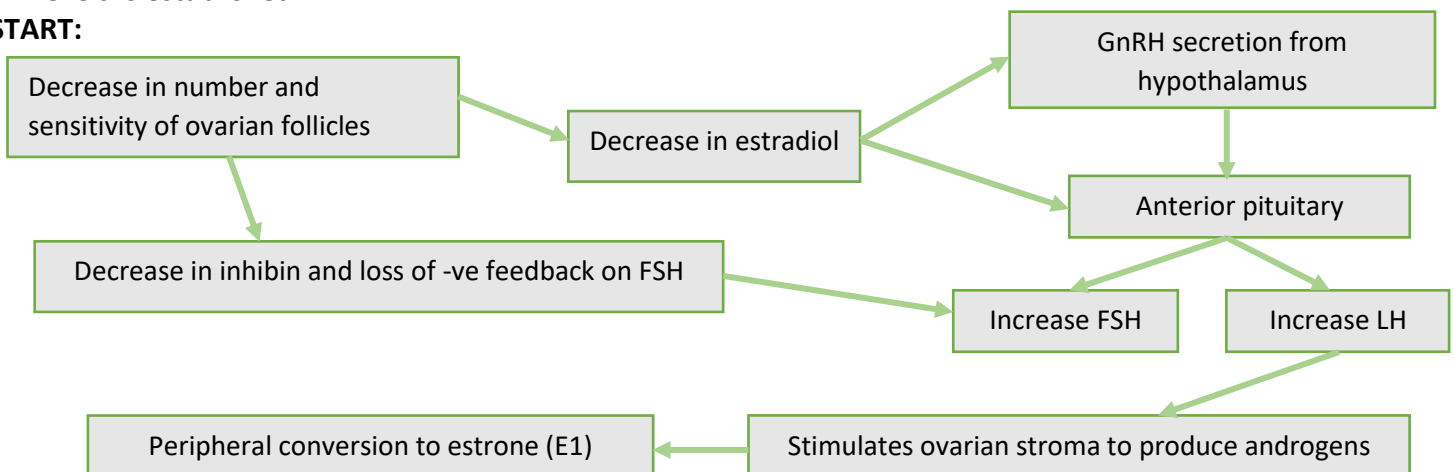 START:
GnRH secretion from
hypothalamus
Decrease in number and
sensitivity of ovarian follicles
Decrease in estradiol
Anterior pituitary
Decrease in inhibin and loss of -ve feedback on FSH
Increase FSH
Increase LH
Peripheral conversion to estrone (E1)
Stimulates ovarian stroma to produce androgens